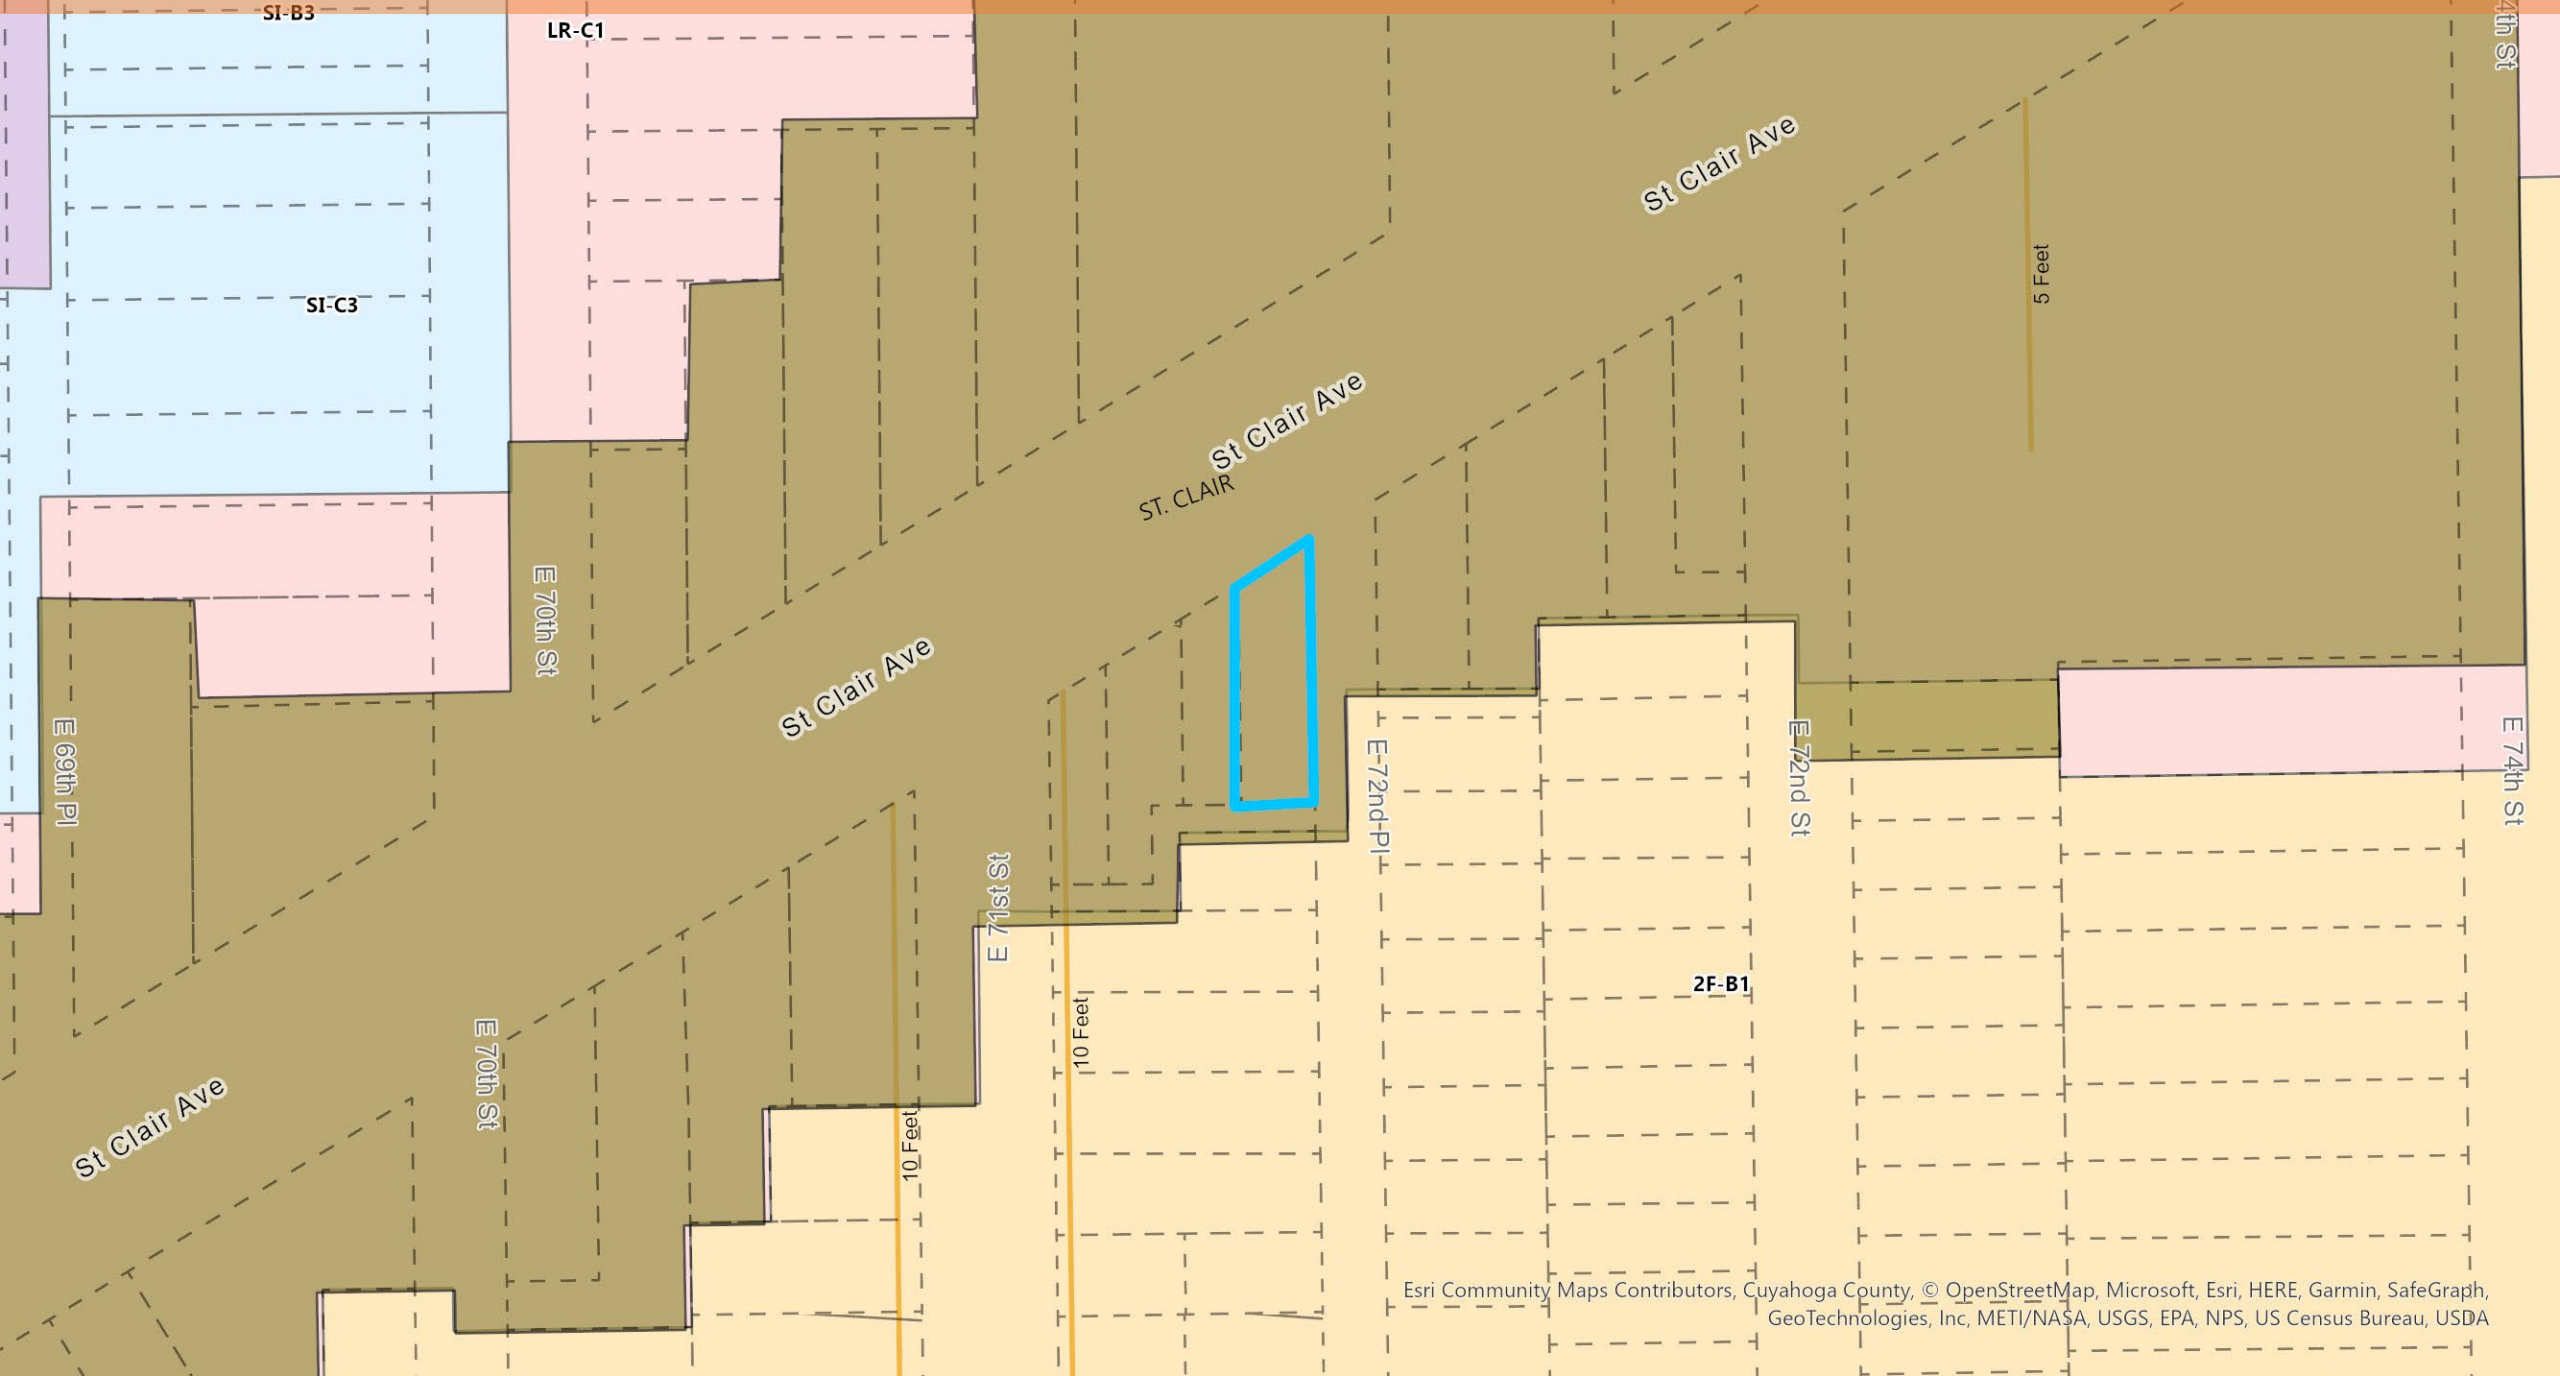 SI-B3
LR-C1
4th St
St Clair Ave
5 Feet
SI-C3
St Clair Ave
ST. CLAIR
E 70th St
St Clair Ave
E 69th Pl
E 72nd Pl
E 72nd St
E 74th St
E 71st St
2F-B1
10 Feet
E 70th St
10 Feet
St Clair Ave
Esri Community Maps Contributors, Cuyahoga County, © OpenStreetMap, Microsoft, Esri, HERE, Garmin, SafeGraph,
GeoTechnologies, Inc, METI/NASA, USGS, EPA, NPS, US Census Bureau, USDA